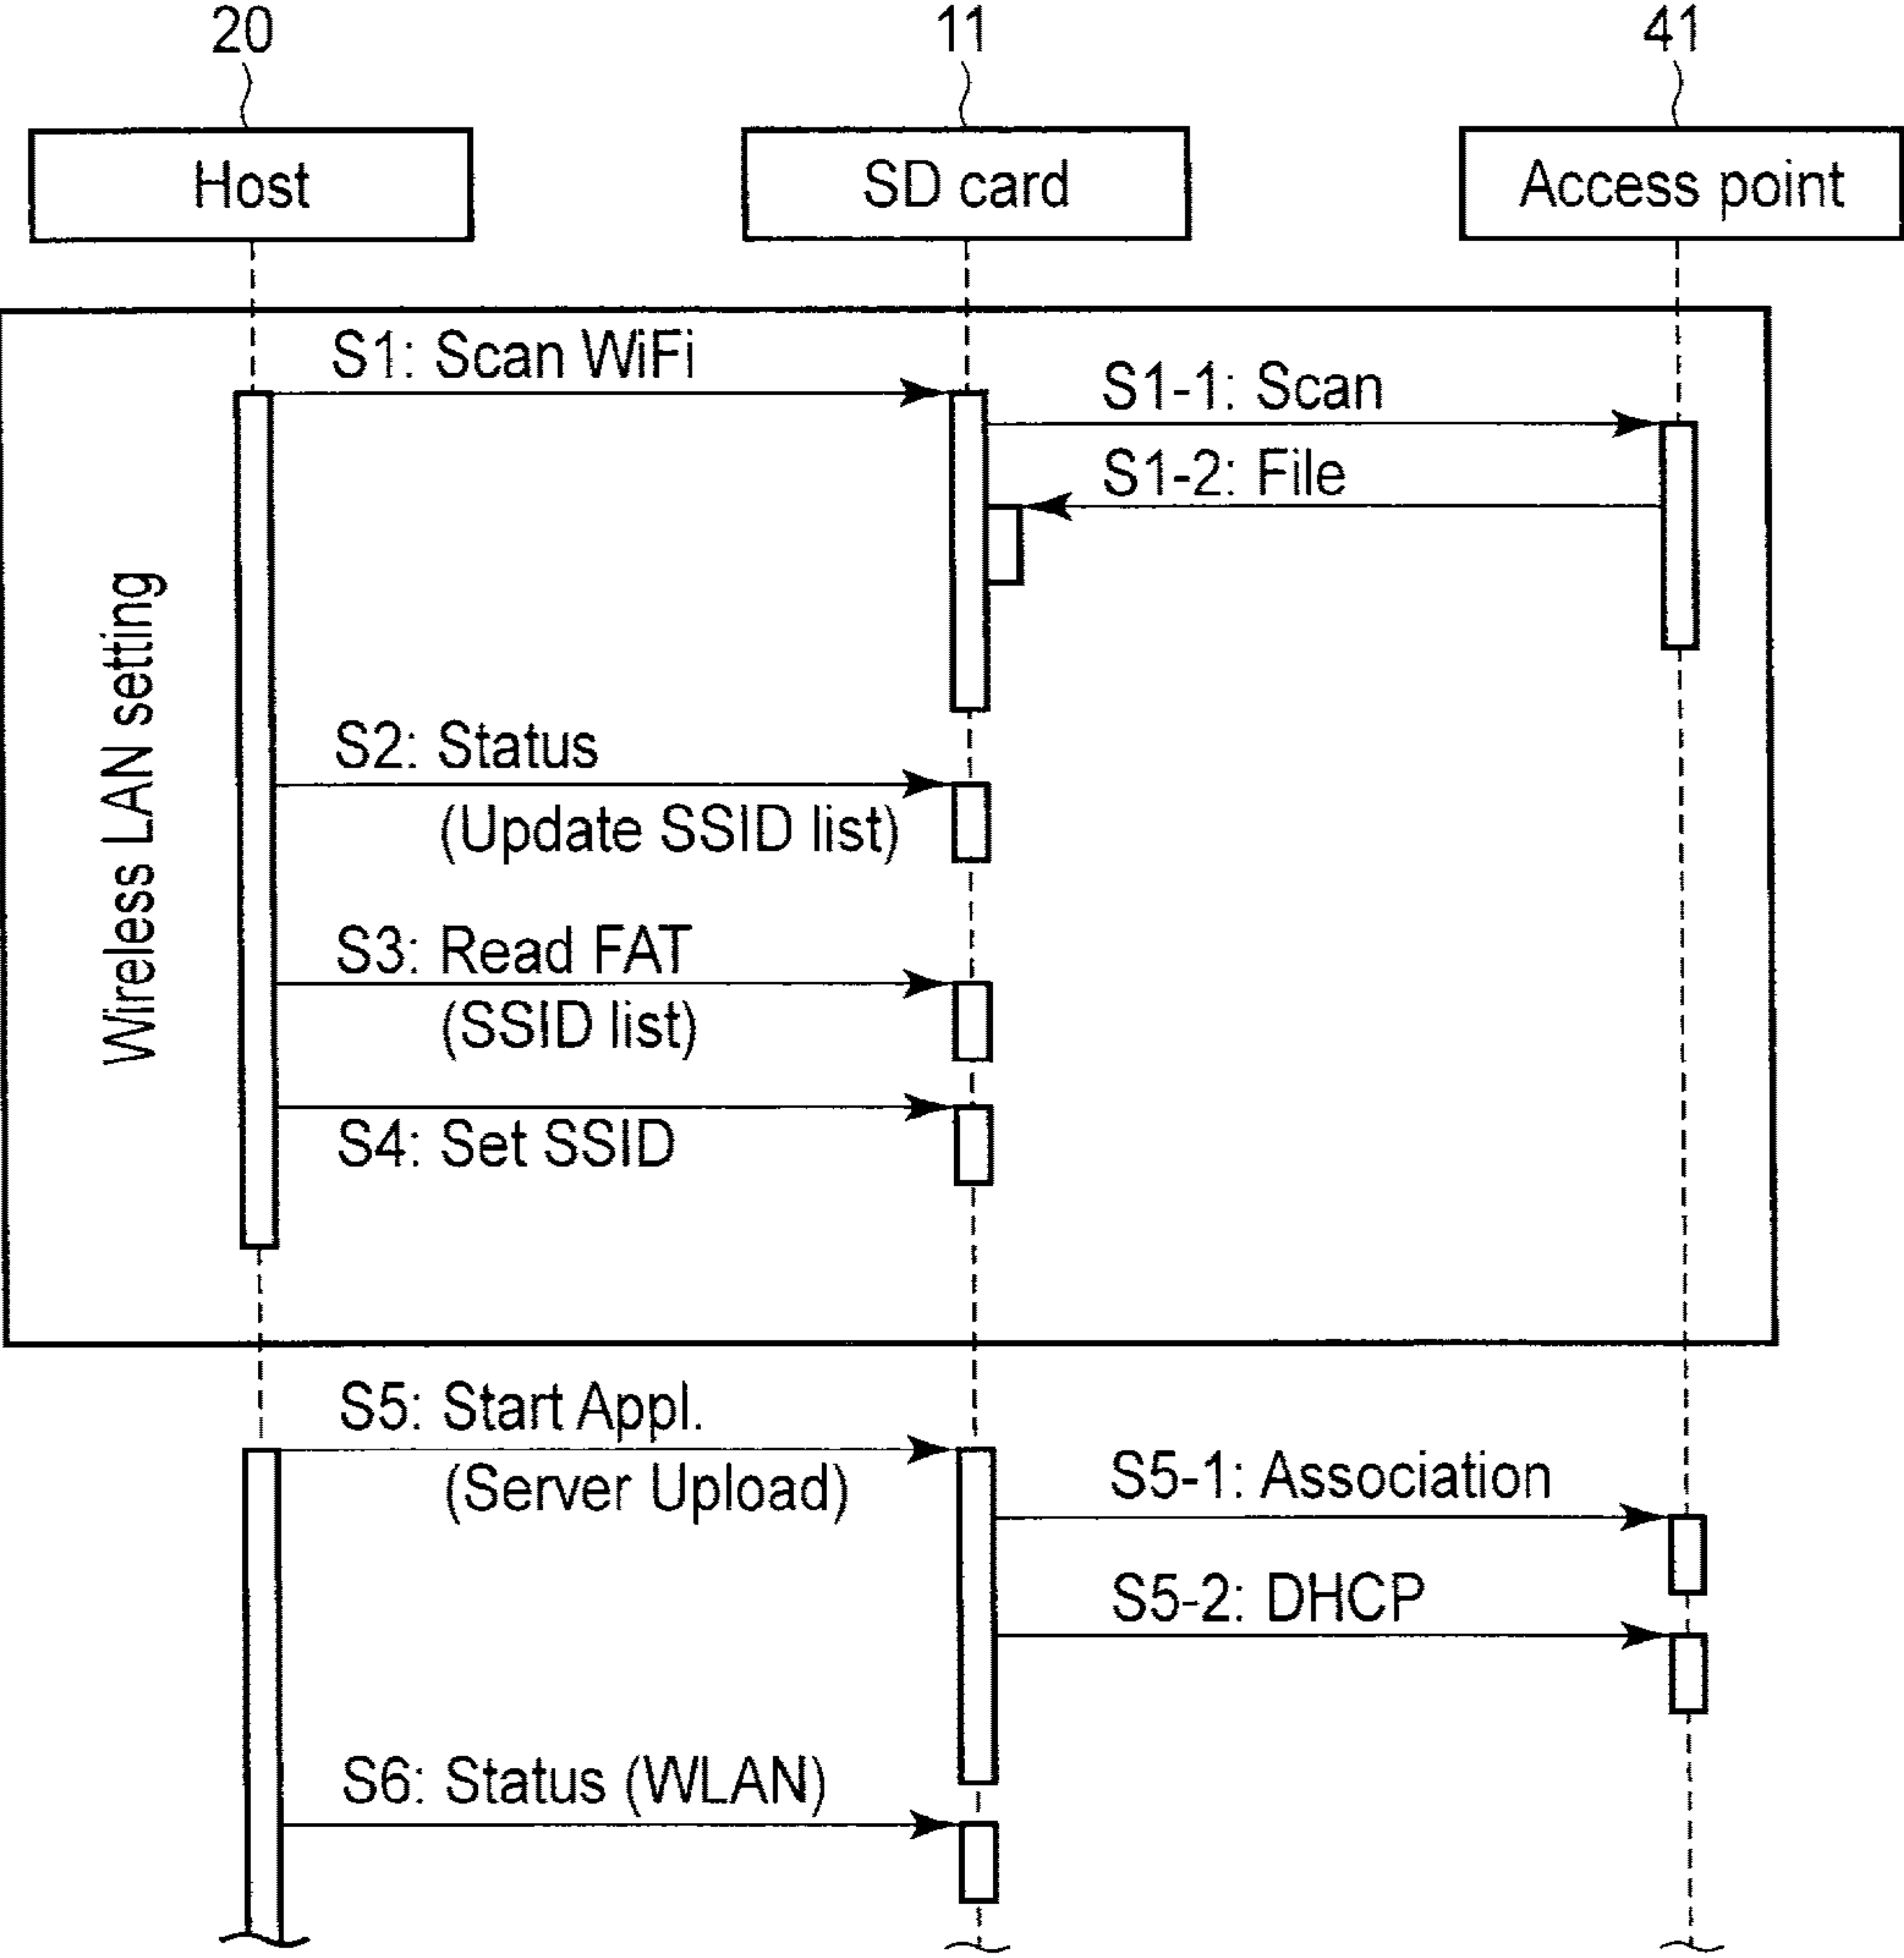 20
11
41
Host
SD card
Access point
S1: Scan WiFi
S1-1: Scan
S1-2: File
Wireless LAN setting
S2: Status
(Update SSID list)
S3: Read FAT
(SSID list)
S4: Set SSID
S5: Start Appl.
(Server Upload)
S5-1: Association
S5-2: DHCP
S6: Status (WLAN)